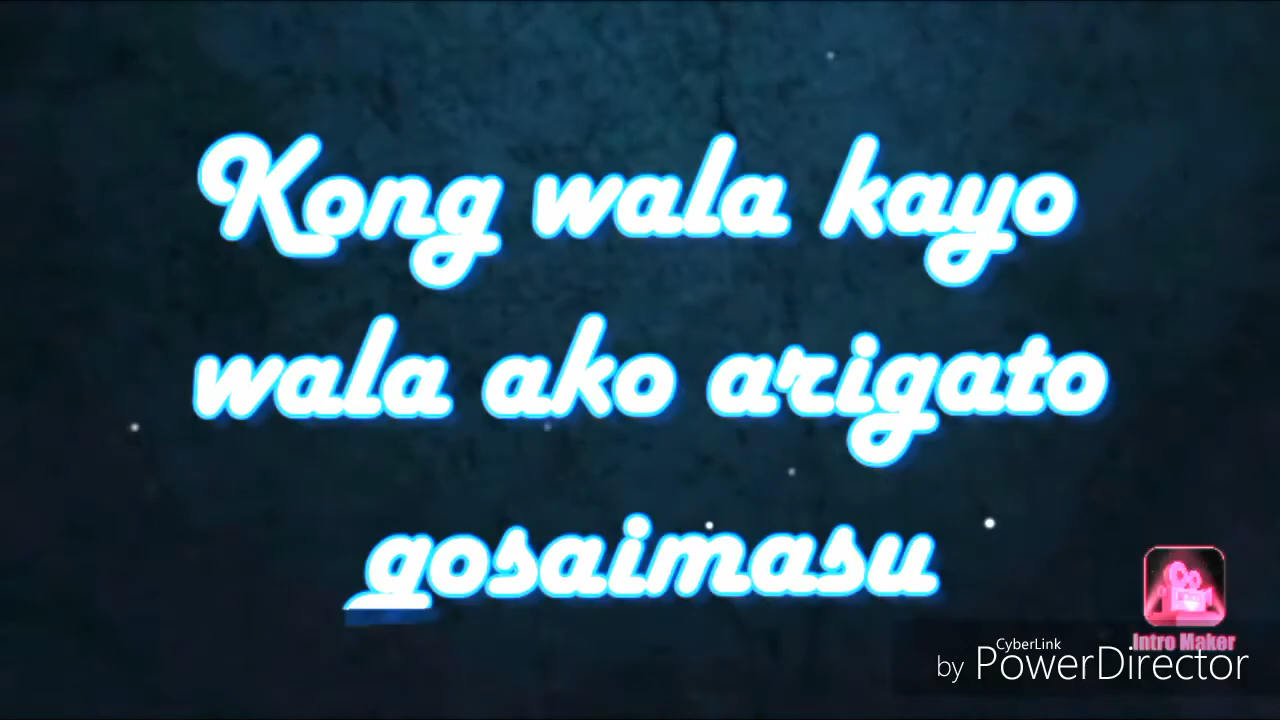 Kong wala kayo
wala ako arigato
gosaimasu
Intro Maker
CyberLink
by PowerDirector